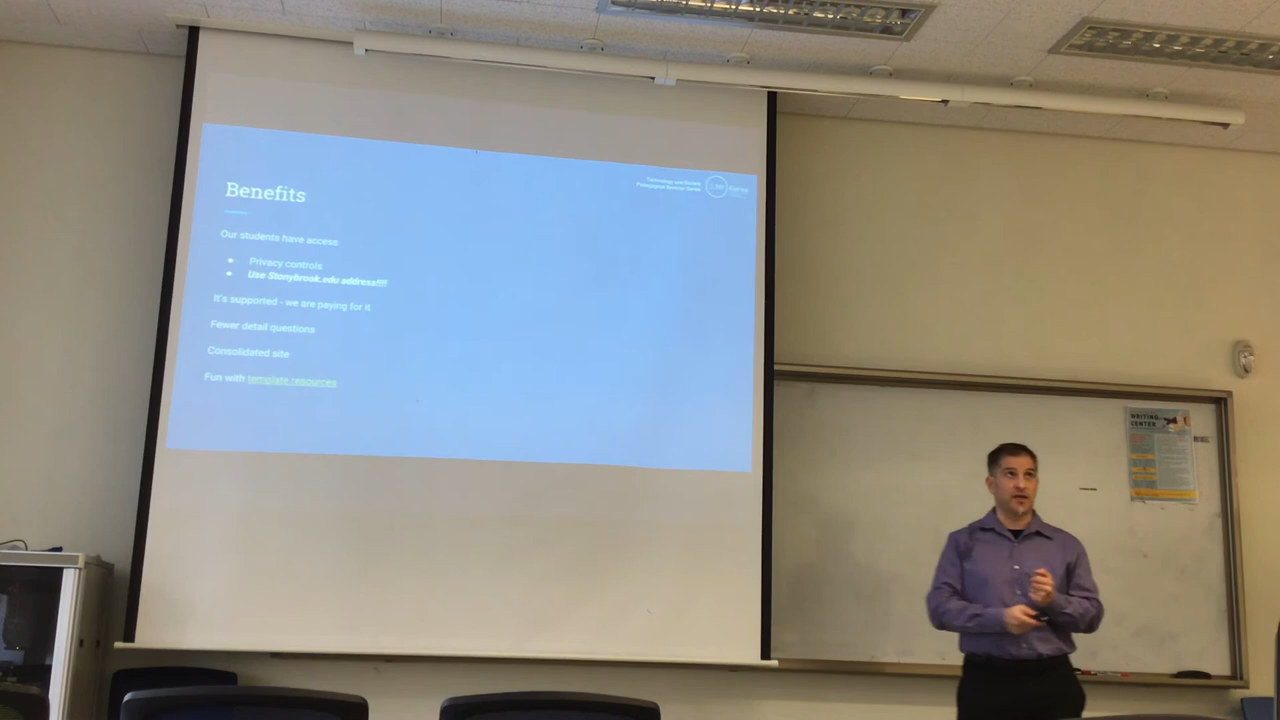 Benefits
Technology and Society
Pedagogical Seminar Series
Korea
Our students have access
Privacy controls
Use Stonybrook.edu address!!!!
It's supported - we are paying for it
Fewer detail questions
Consolidated site
Fun with template resources
WRITING
CENTER